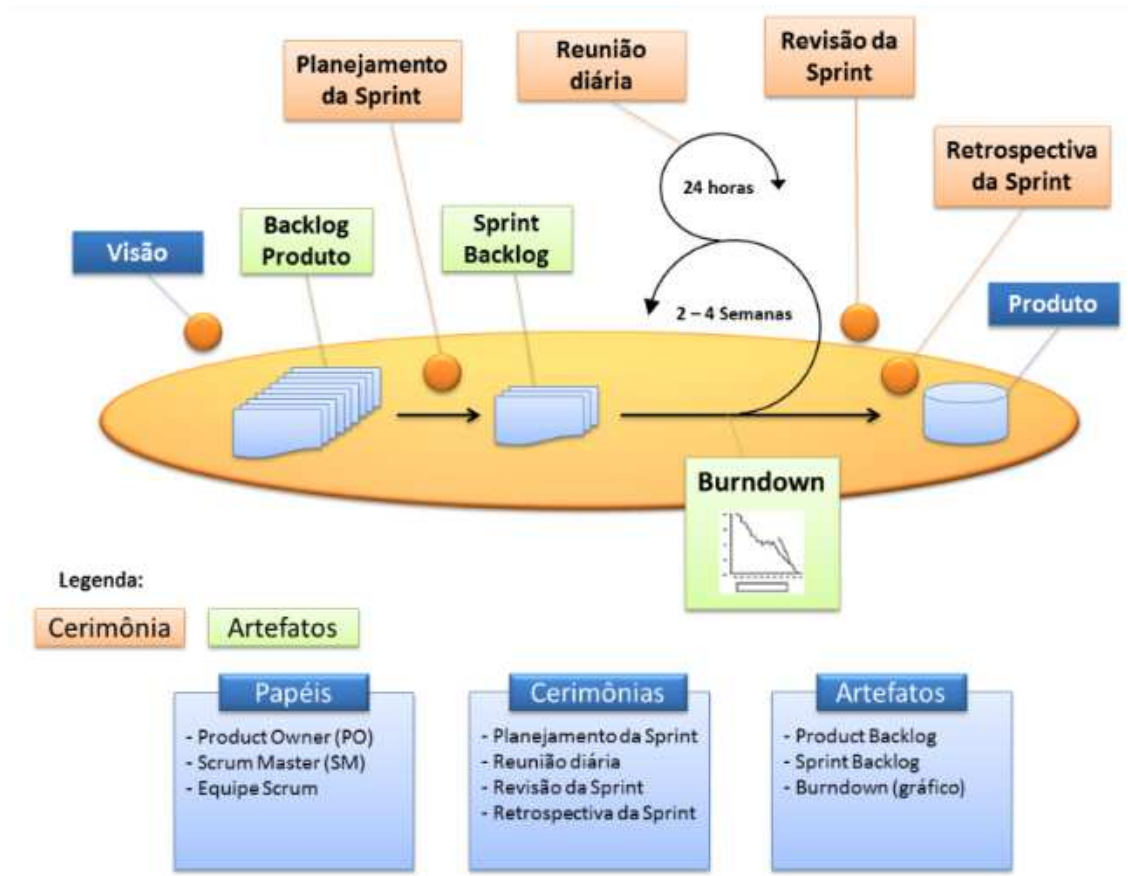 Planejamento
da Sprint
Reunião
diária
Revisão da
Sprint
Retrospectiva
da Sprint
24 horas
Visão
Backlog
Produto
Sprint
Backlog
2 – 4 Semanas
Produto
Burndown
Legenda:
Cerimônia
Artefatos
Papéis
- Product Owner (PO)
- Scrum Master (SM)
- Equipe Scrum
Cerimônias
- Planejamento da Sprint
- Reunião diária
- Revisão da Sprint
- Retrospectiva da Sprint
Artefatos
- Product Backlog
- Sprint Backlog
- Burndown (gráfico)